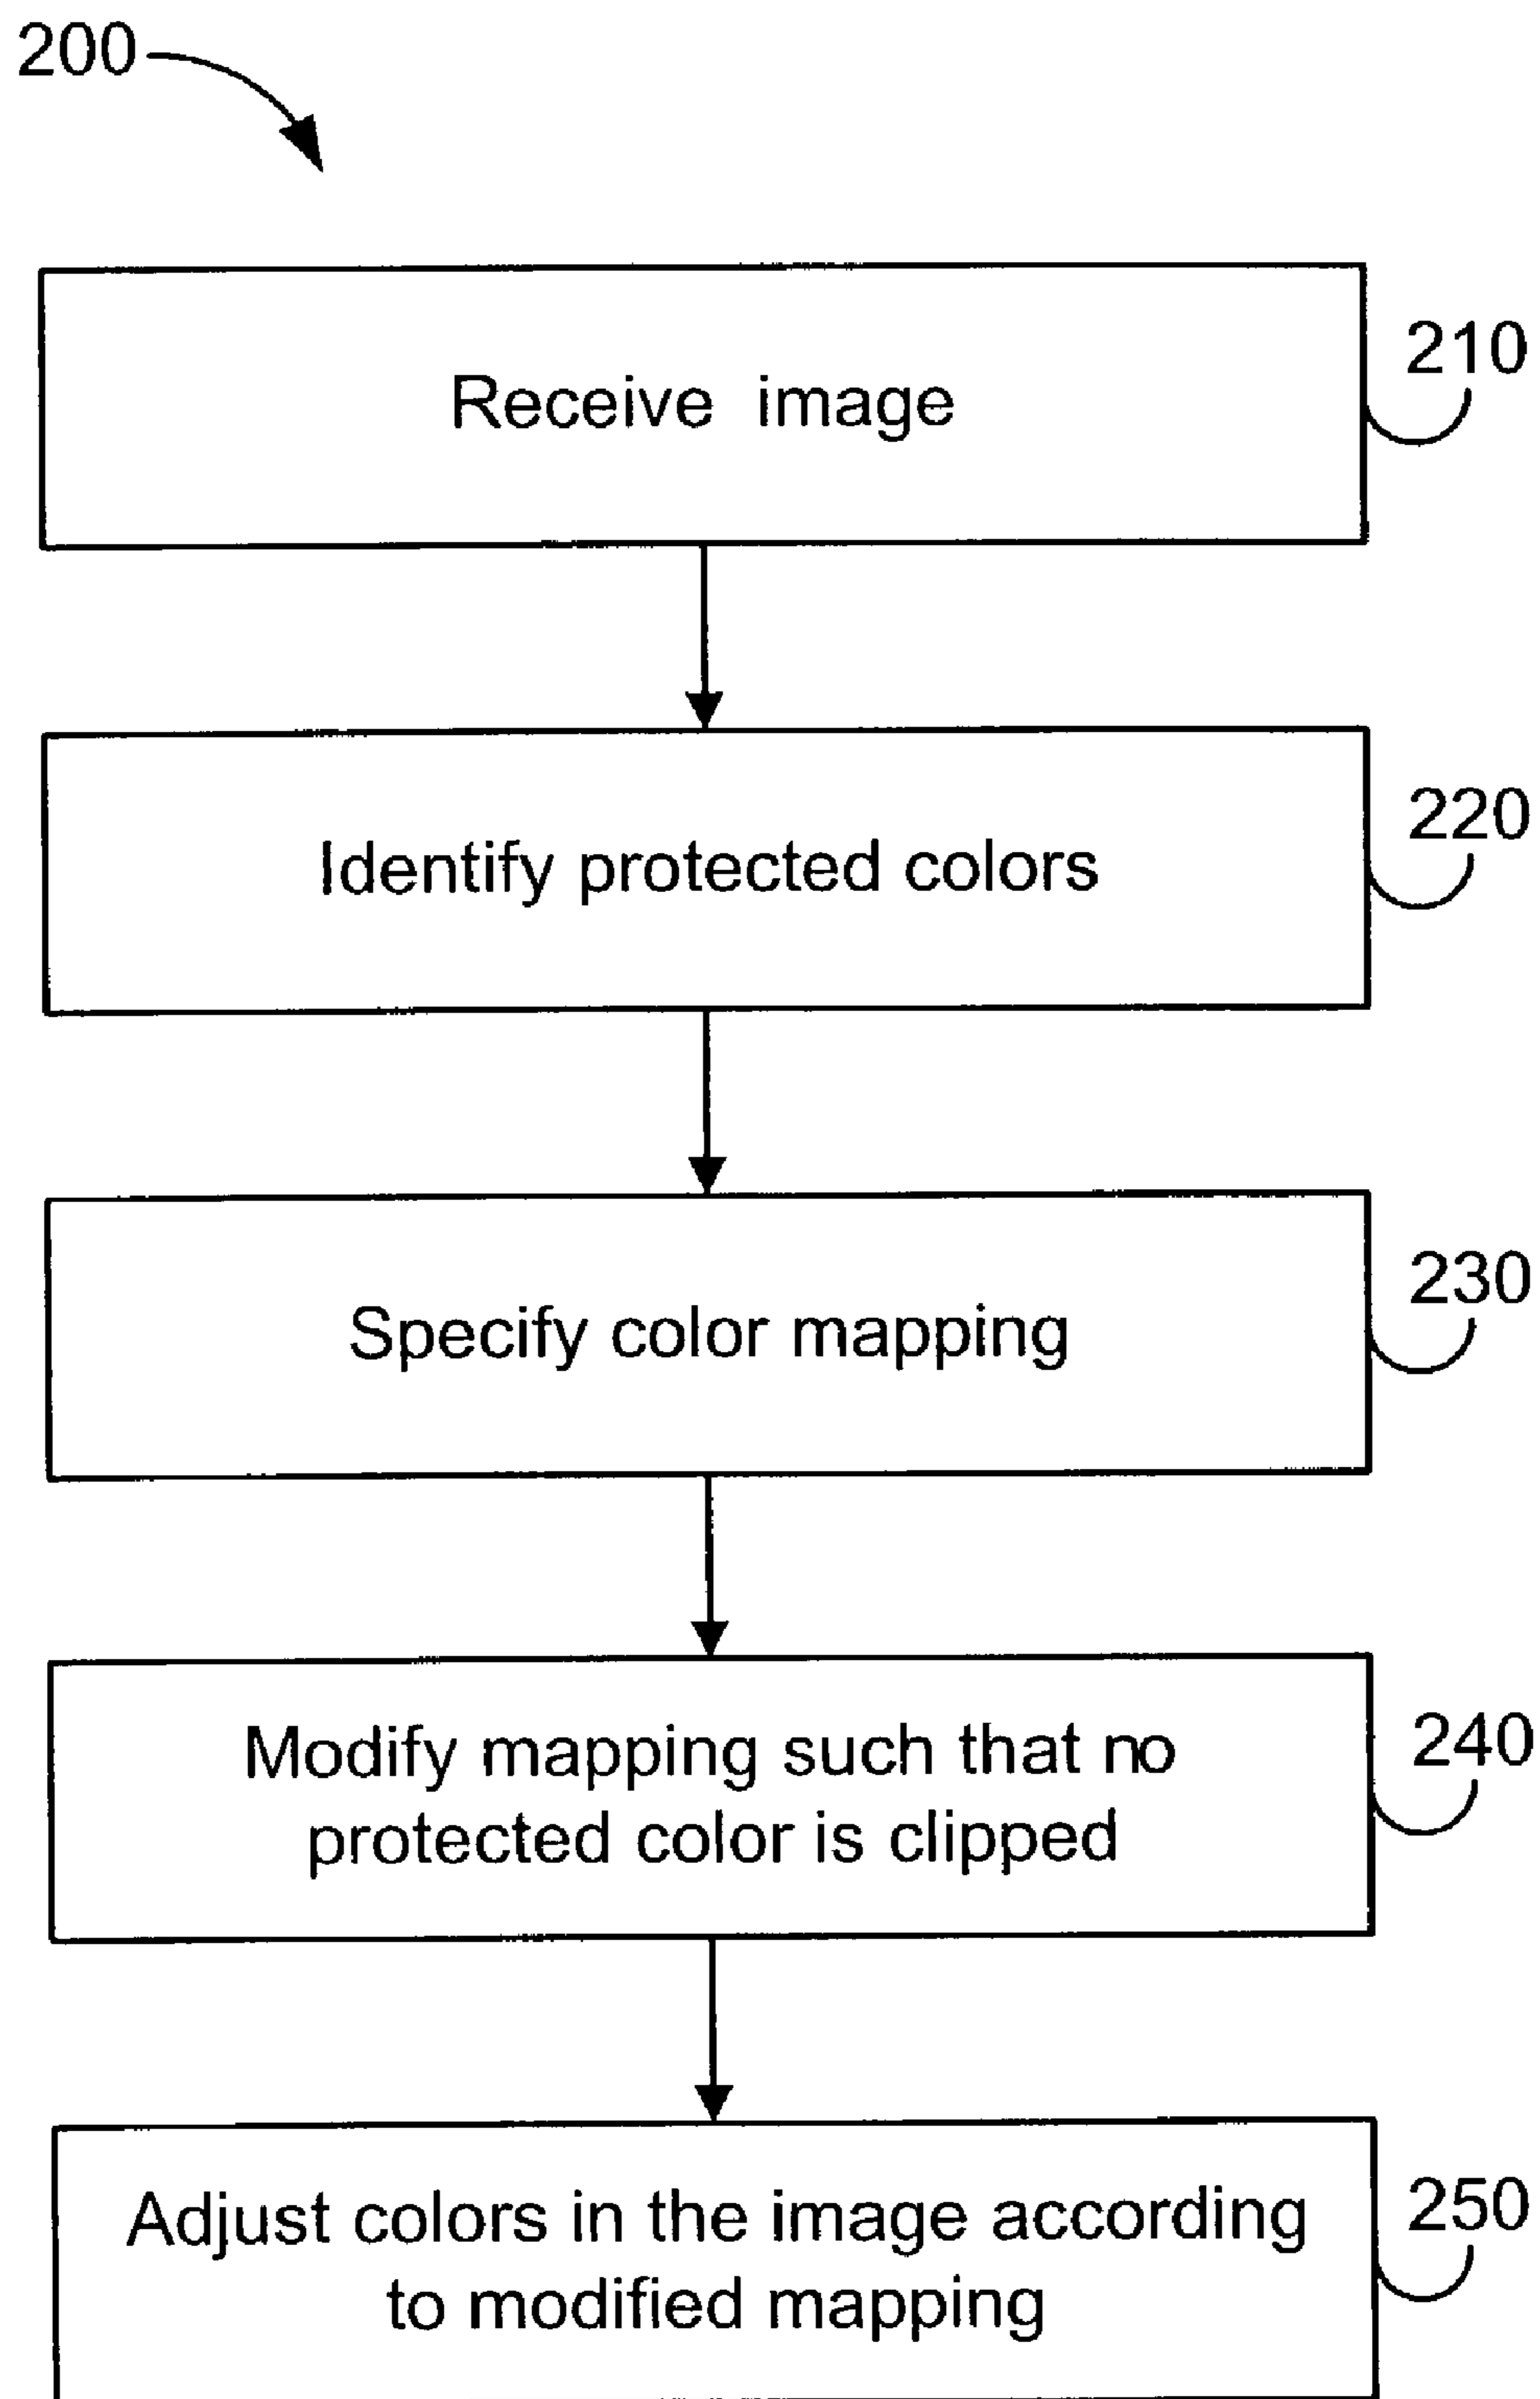 200
Receive image
210
Identify protected colors
220
Specify color mapping
230
Modify mapping such that no
protected color is clipped
240
Adjust colors in the image according
to modified mapping
250